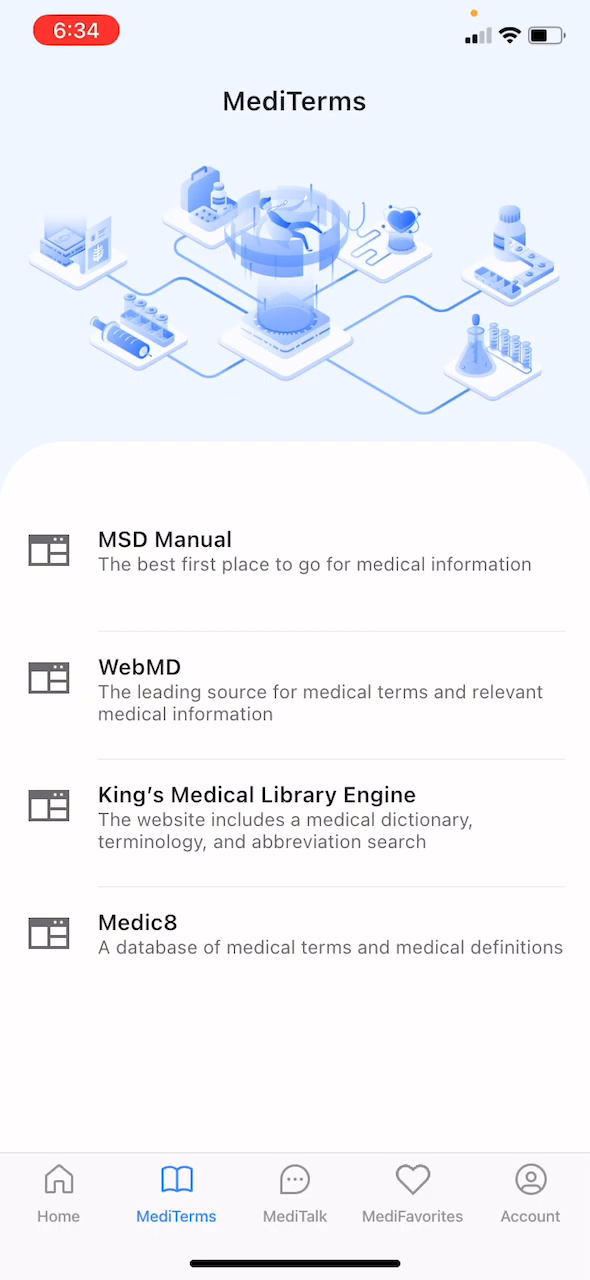 6:34
MediTerms
MSD Manual
The best first place to go for medical information
WebMD
The leading source for medical terms and relevant
medical information
King's Medical Library Engine
The website includes a medical dictionary,
terminology, and abbreviation search
Medic8
A database of medical terms and medical definitions
Home
MediTerms
MediTalk
MediFavorites
Account